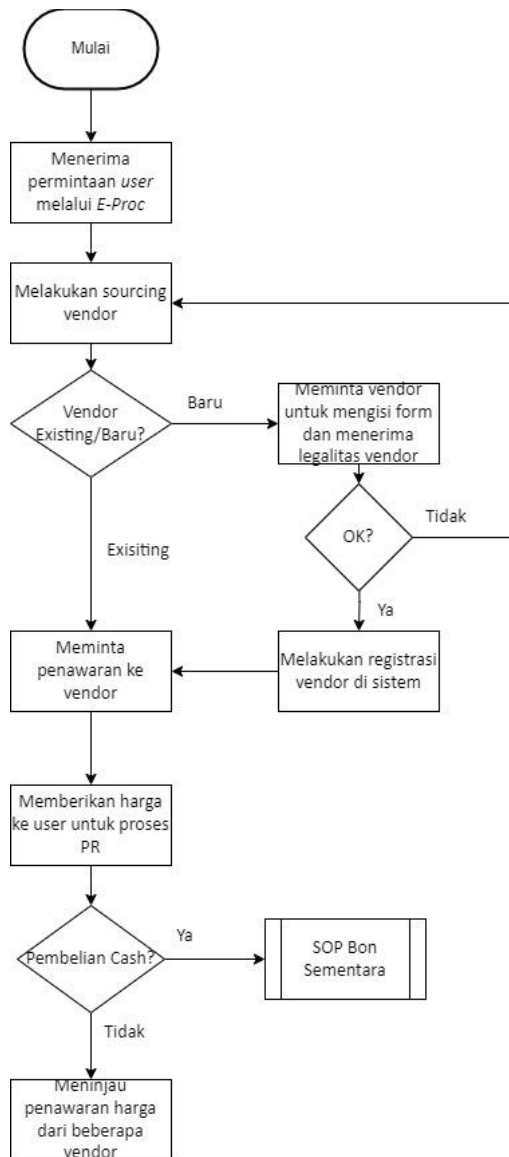 Mulai
Menerima
permintaan user
melalui E-Proc
Melakukan sourcing
vendor
Vendor
Existing/Baru?
Baru
Meminta vendor
untuk mengisi form
dan menerima
legalitas vendor
OK?
Tidak
Exisiting
Ya
Meminta
penawaran ke
vendor
Melakukan registrasi
vendor di sistem
Memberikan harga
ke user untuk proses
PR
Pembelian Cash?
Ya
SOP Bon
Sementara
Tidak
Meninjau
penawaran harga
dari beberapa
vendor